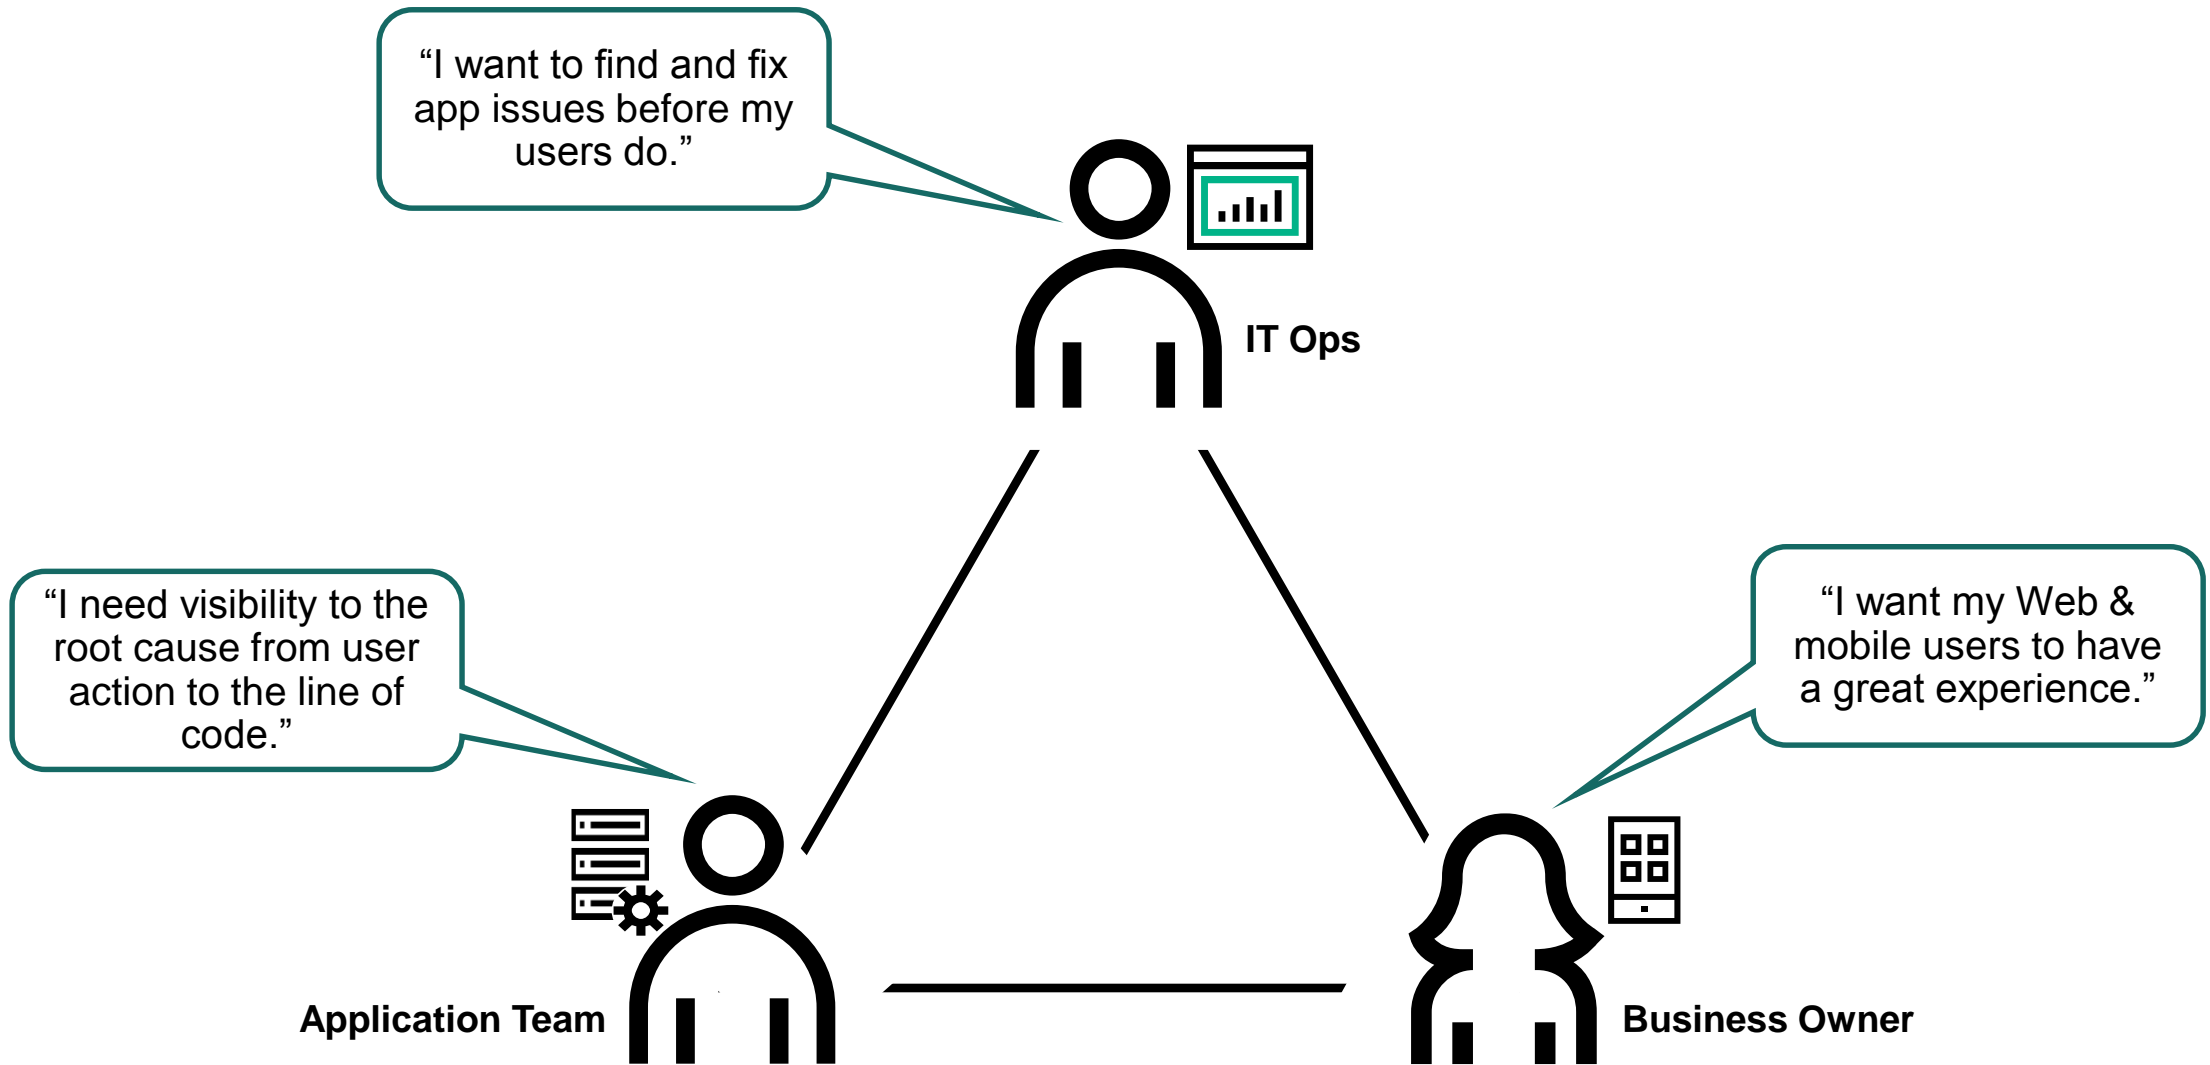 “I want to find and fix
app issues before my
users do.”
IT Ops
“I need visibility to the
root cause from user
action to the line of
code.”
“I want my Web &
mobile users to have
a great experience.”
Application Team
Business Owner